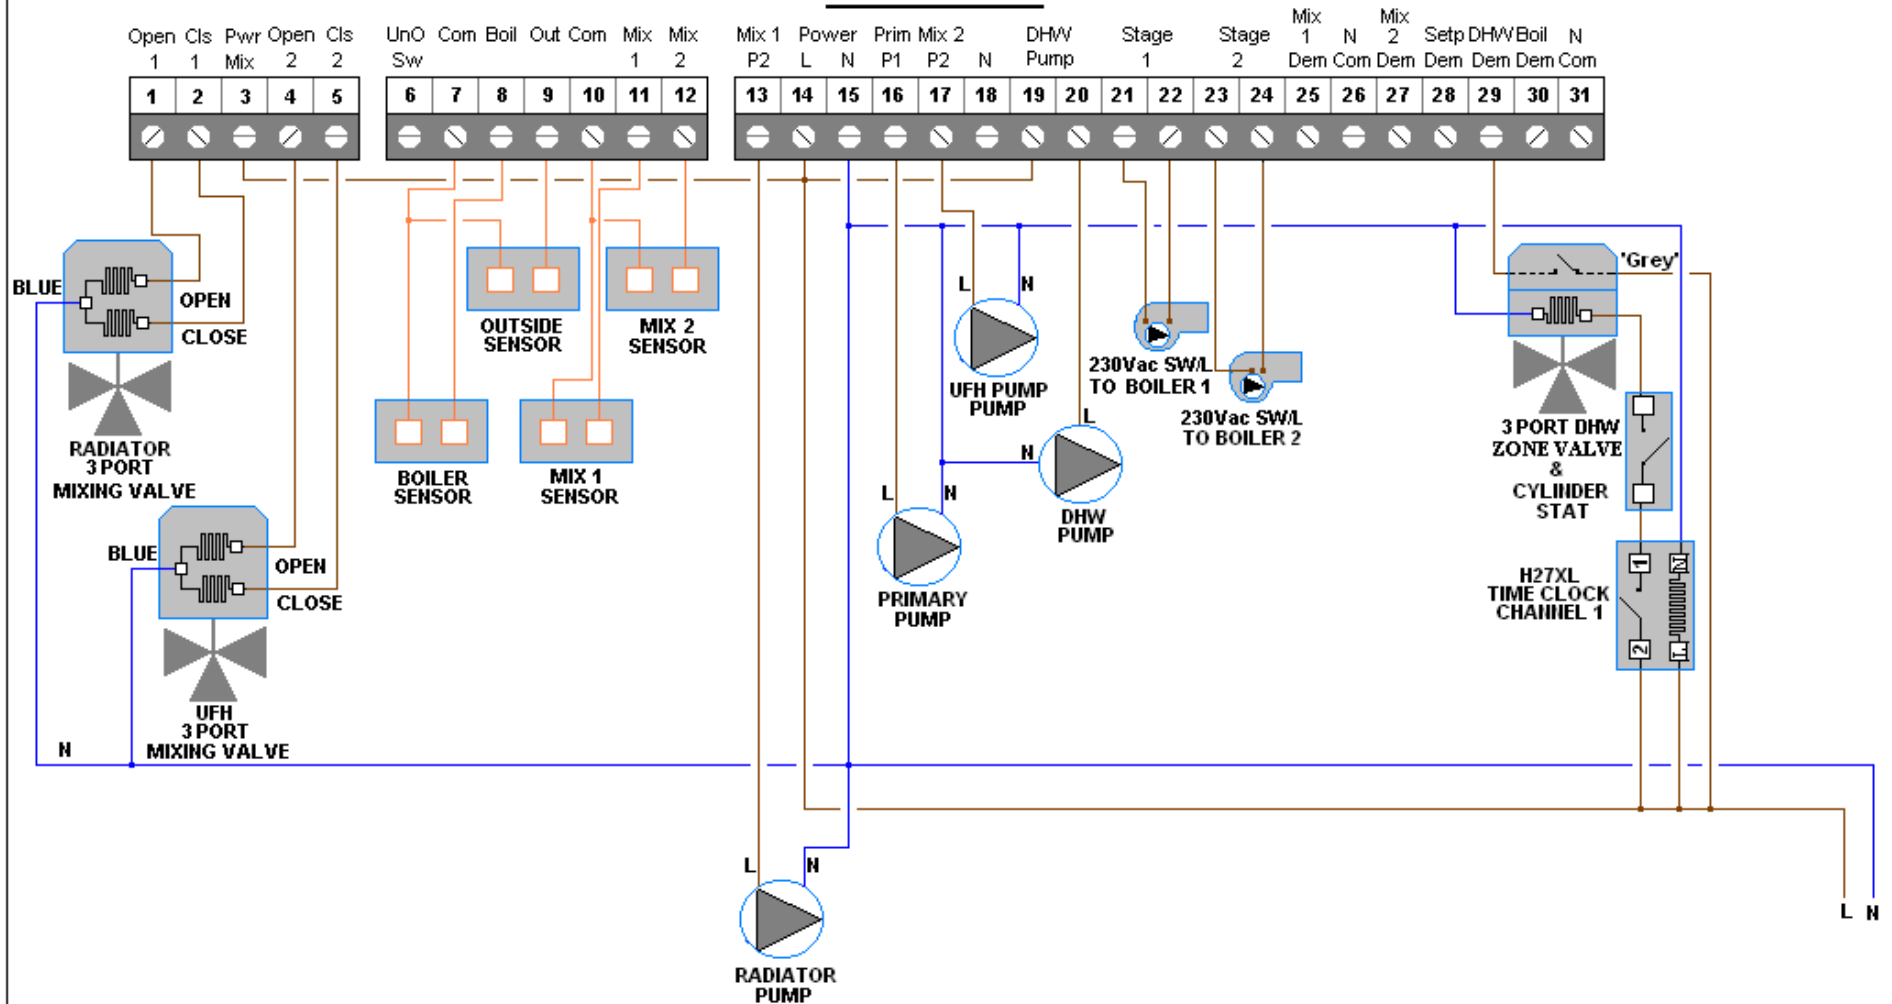 Mix Mix
Open Cls Pwr Open Cls UnO Com Boil Out Com Mix Mix Mix 1 Power Prim Mix 2 DHW Stage Stage 1 N 2 Setp DHW Boil N
1 1 Mix 2 2 Sw 1 2 P2 L N P1 P2 N Pump 1 2 Dem Com Dem Dem Dem Dem Com
1 2 3 4 5 6 7 8 9 10 11 12 13 14 15 16 17 18 19 20 21 22 23 24 25 26 27 28 29 30 31
BLUE
OPEN
CLOSE
RADIATOR
3 PORT
MIXING VALVE
BLUE
OPEN
CLOSE
UFH
3 PORT
MIXING VALVE
N
OUTSIDE
SENSOR
MIX 2
SENSOR
BOILER
SENSOR
MIX 1
SENSOR
L N
UFH PUMP
PUMP
L
N
DHW
PUMP
L N
PRIMARY
PUMP
230Vac SW/L
TO BOILER 1
230Vac SW/L
TO BOILER 2
'Grey'
3 PORT DHW
ZONE VALVE
&
CYLINDER
STAT
H27XL
TIME CLOCK
CHANNEL 1
1 N
2 L
L N
RADIATOR
PUMP
L N